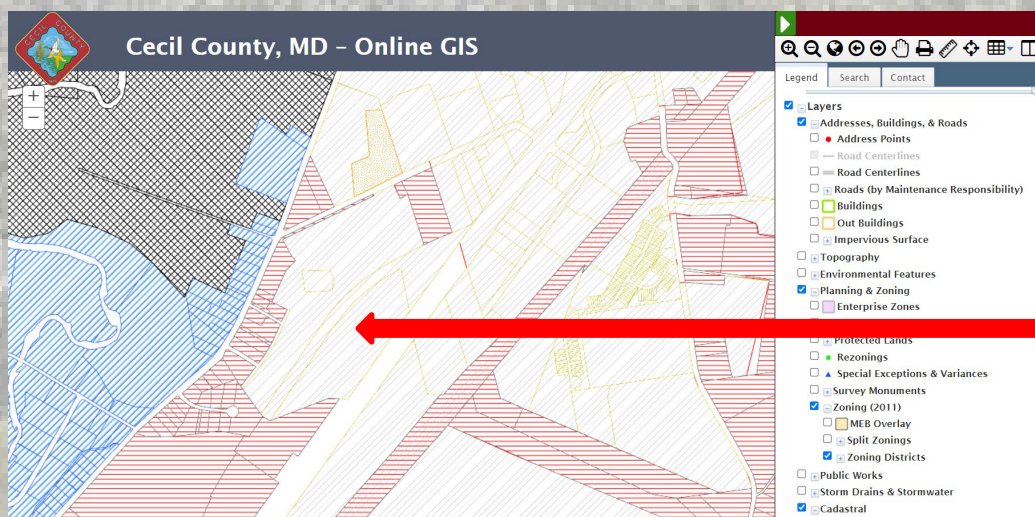 CECIL COUNTY
Cecil County, MD – Online GIS
+
−
Legend Search Contact
Layers
Addresses, Buildings, & Roads
Address Points
Road Centerlines
Road Centerlines
Roads (by Maintenance Responsibility)
Buildings
Out Buildings
Impervious Surface
Topography
Environmental Features
Planning & Zoning
Enterprise Zones
Protected Lands
Rezonings
Special Exceptions & Variances
Survey Monuments
Zoning (2011)
MEB Overlay
Split Zonings
Zoning Districts
Public Works
Storm Drains & Stormwater
Cadastral